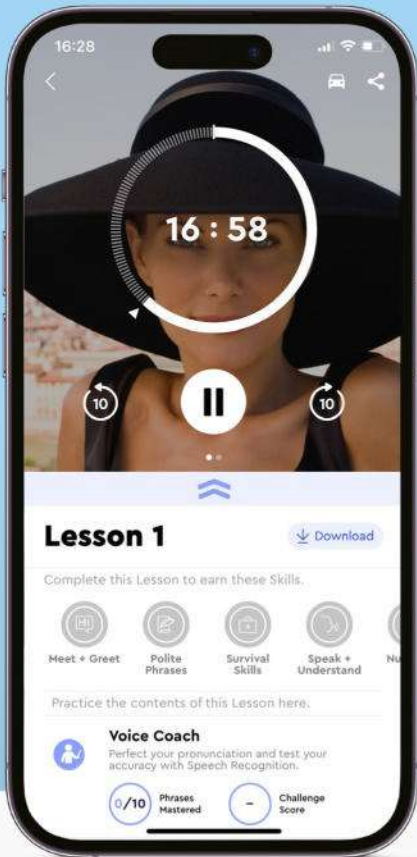 16:28
16 : 58
10
10
Lesson 1
Download
Complete this Lesson to earn these Skills.
HI
Meet + Greet
Polite
Phrases
Survival
Skills
Speak +
Understand
Nu
Practice the contents of this Lesson here.
Voice Coach
Perfect your pronunciation and test your
accuracy with Speech Recognition.
0/10
Phrases
Mastered
-
Challenge
Score